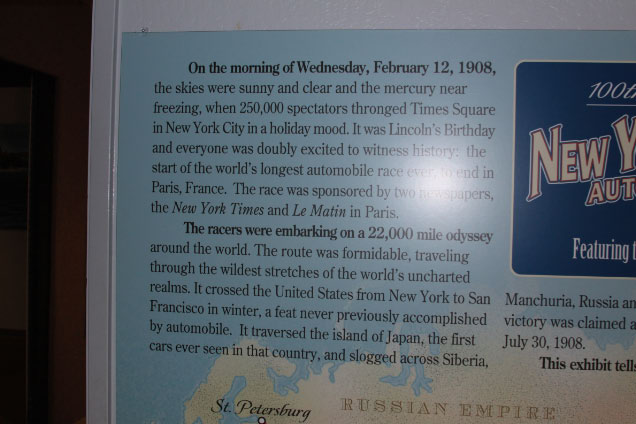 On the morning of Wednesday, February 12, 1908,
the skies were sunny and clear and the mercury near
freezing, when 250,000 spectators thronged Times Square
in New York City in a holiday mood. It was Lincoln's Birthday
and everyone was doubly excited to witness history: the
start of the world's longest automobile race ever, to end in
Paris, France. The race was sponsored by two newspapers,
the New York Times and Le Matin in Paris.
The racers were embarking on a 22,000 mile odyssey
around the world. The route was formidable, traveling
through the wildest stretches of the world's uncharted
realms. It crossed the United States from New York to San
Francisco in winter, a feat never previously accomplished
by automobile. It traversed the island of Japan, the first
cars ever seen in that country, and slogged across Siberia,
100th
NEW Y
AUT
Featuring t
Manchuria, Russia an
victory was claimed a
July 30, 1908.
This exhibit tells
St. Petersburg
RUSSIAN EMPIRE